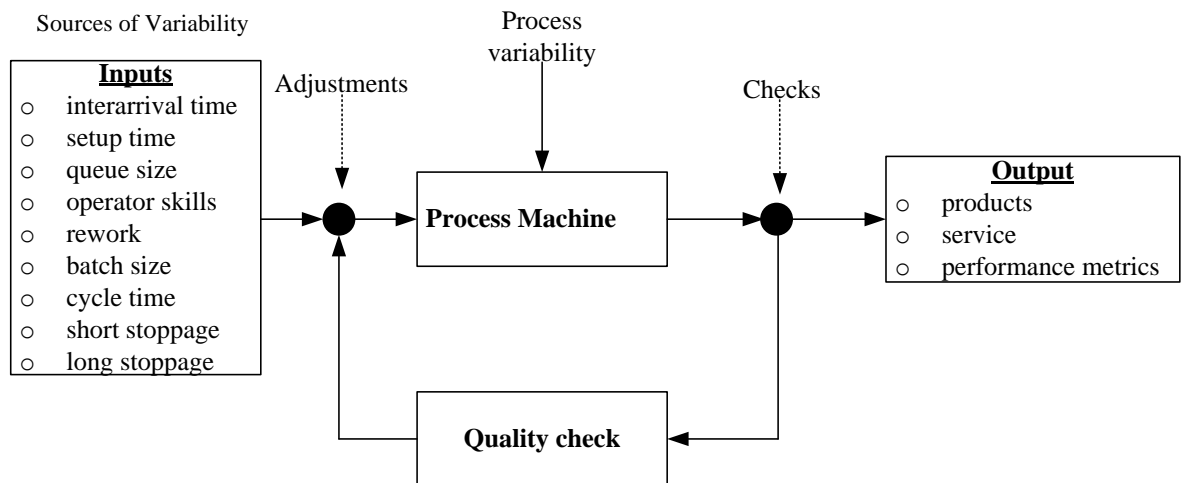 Sources of Variability
Inputs
o interarrival time
o setup time
o queue size
o operator skills
o rework
o batch size
o cycle time
o short stoppage
o long stoppage
Adjustments
Process
variability
Checks
Process Machine
Output
o products
o service
o performance metrics
Quality check